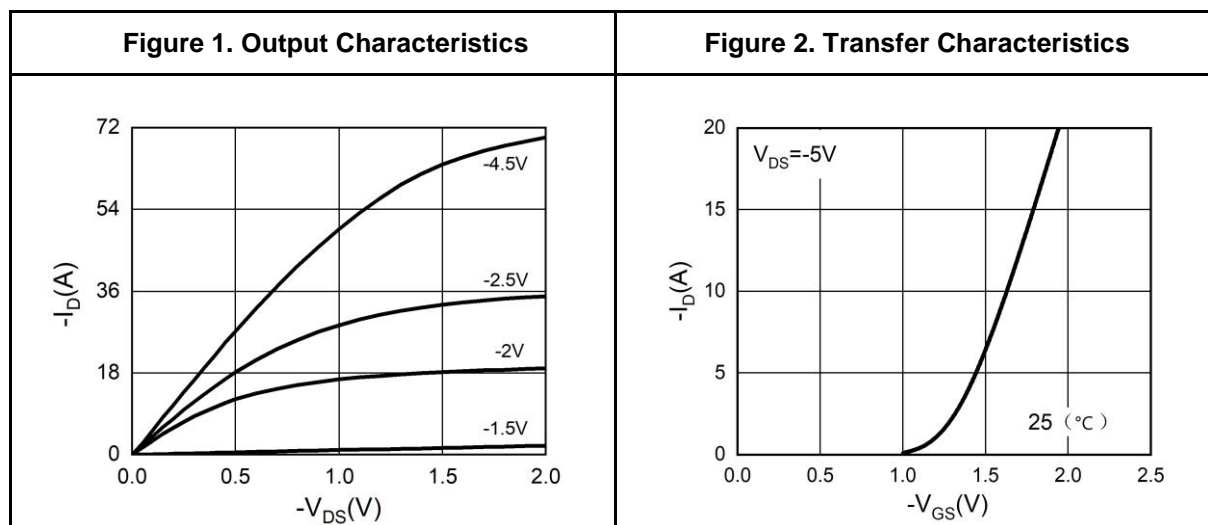 Figure 1. Output Characteristics
72
54
36
18
0
-I_D(A)
-4.5V
-2.5V
-2V
-1.5V
0.0 0.5 1.0 1.5 2.0
-V_DS(V)
Figure 2. Transfer Characteristics
20
15
10
5
0
-I_D(A)
V_DS=-5V
25（℃）
0.0 0.5 1.0 1.5 2.0 2.5
-V_GS(V)